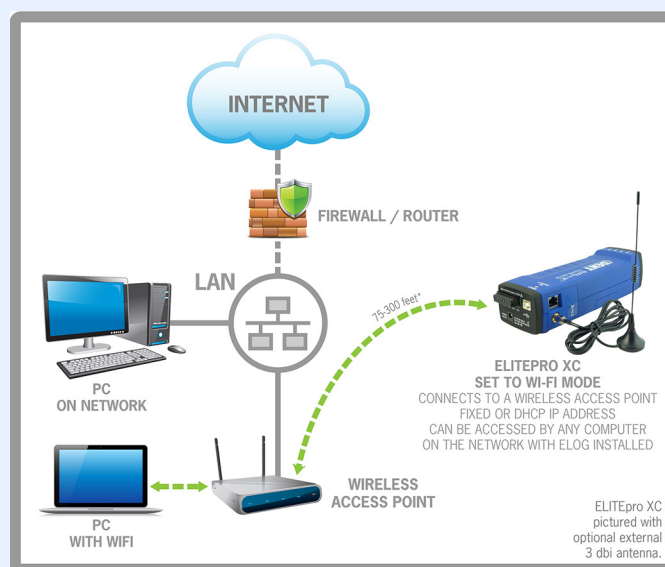 INTERNET
FIREWALL / ROUTER
LAN
75-300 feet*
PC
ON NETWORK
ELITEPRO XC
SET TO WI-FI MODE
CONNECTS TO A WIRELESS ACCESS POINT
FIXED OR DHCP IP ADDRESS
CAN BE ACCESSED BY ANY COMPUTER
ON THE NETWORK WITH ELOG INSTALLED
WIRELESS
ACCESS POINT
PC
WITH WIFI
ELITEpro XC
pictured with
optional external
3 dbi antenna.
DENT